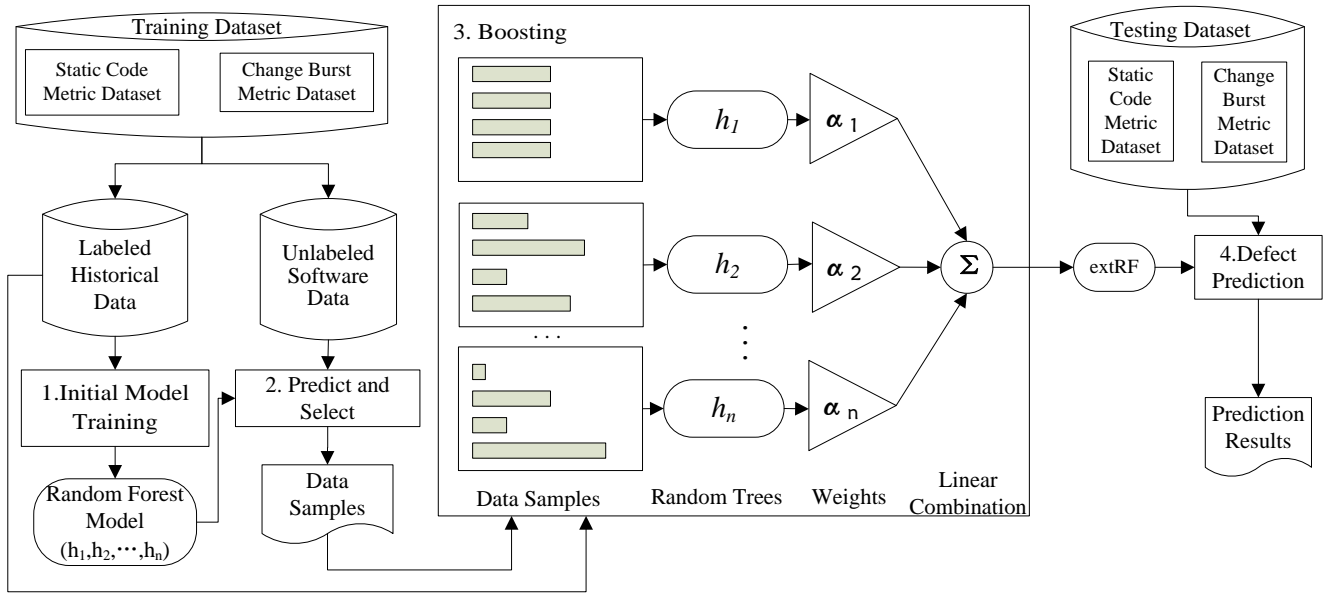 Training Dataset
Static Code
Metric Dataset
Change Burst
Metric Dataset
Labeled
Historical
Data
Unlabeled
Software
Data
1.Initial Model
Training
2. Predict and
Select
Random Forest
Model
(h1,h2,⋯,hn)
Data
Samples
3. Boosting
h1
α 1
h2
α 2
. . .
. . .
hn
α n
Σ
Data Samples
Random Trees
Weights
Linear
Combination
extRF
Testing Dataset
Static
Code
Metric
Dataset
Change
Burst
Metric
Dataset
4.Defect
Prediction
Prediction
Results